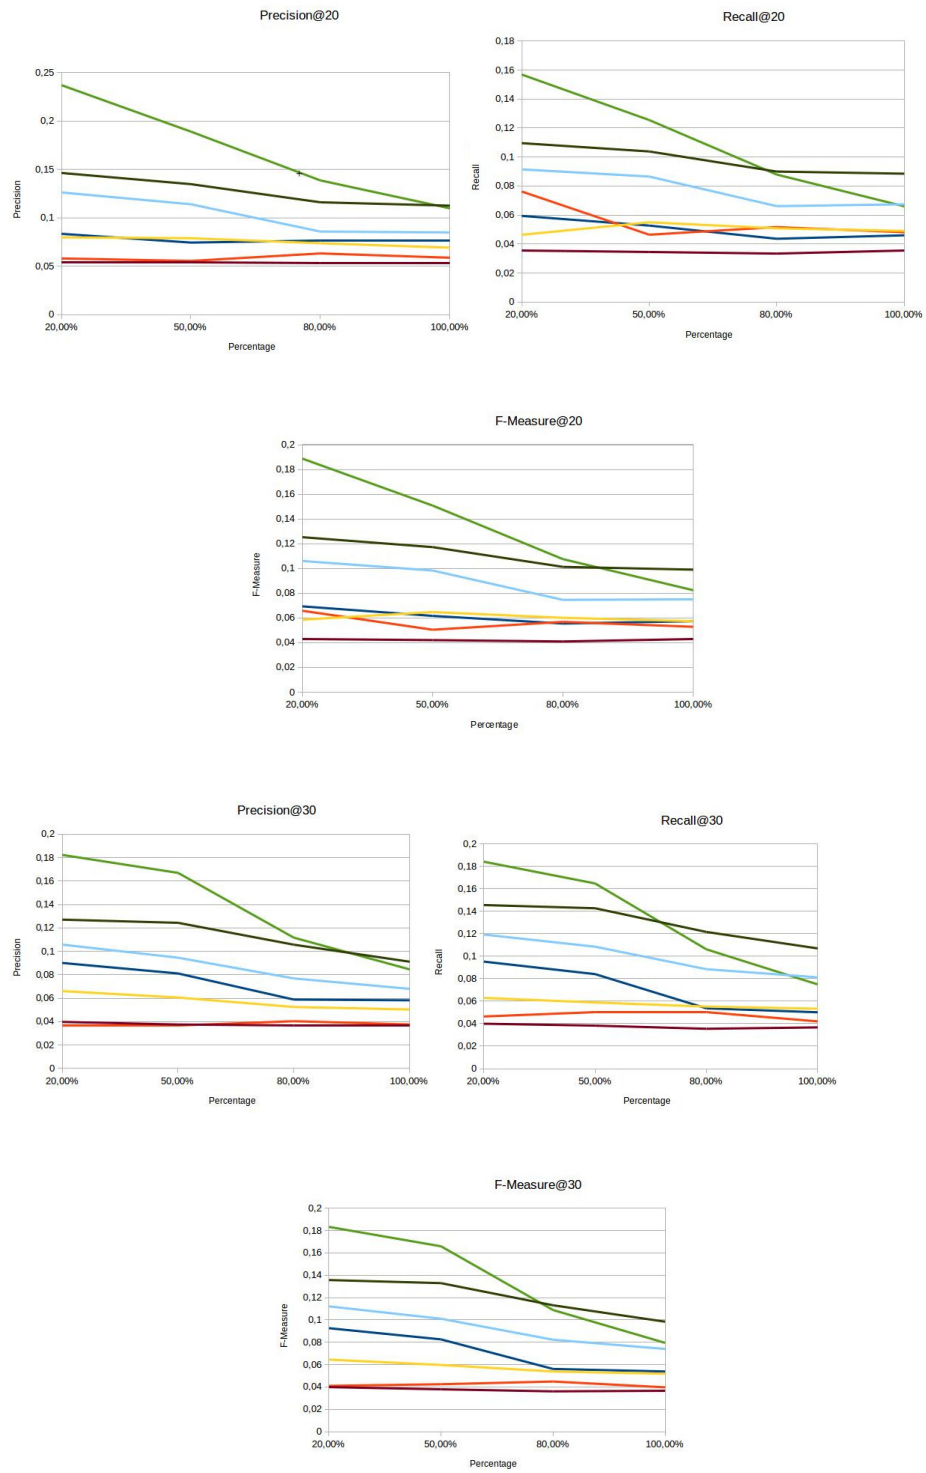 Precision@20
0,25
0,2
0,15
0,1
0,05
0
Precision
20,00% 50,00% 80,00% 100,00%
Percentage
Recall@20
0,18
0,16
0,14
0,12
0,1
0,08
0,06
0,04
0,02
0
Recall
20,00% 50,00% 80,00% 100,00%
Percentage
F-Measure@20
0,2
0,18
0,16
0,14
0,12
0,1
0,08
0,06
0,04
0,02
0
F-Measure
20,00% 50,00% 80,00% 100,00%
Percentage
Precision@30
0,2
0,18
0,16
0,14
0,12
0,1
0,08
0,06
0,04
0,02
0
Precision
20,00% 50,00% 80,00% 100,00%
Percentage
Recall@30
0,2
0,18
0,16
0,14
0,12
0,1
0,08
0,06
0,04
0,02
0
Recall
20,00% 50,00% 80,00% 100,00%
Percentage
F-Measure@30
0,2
0,18
0,16
0,14
0,12
0,1
0,08
0,06
0,04
0,02
0
F-Measure
20,00% 50,00% 80,00% 100,00%
Percentage